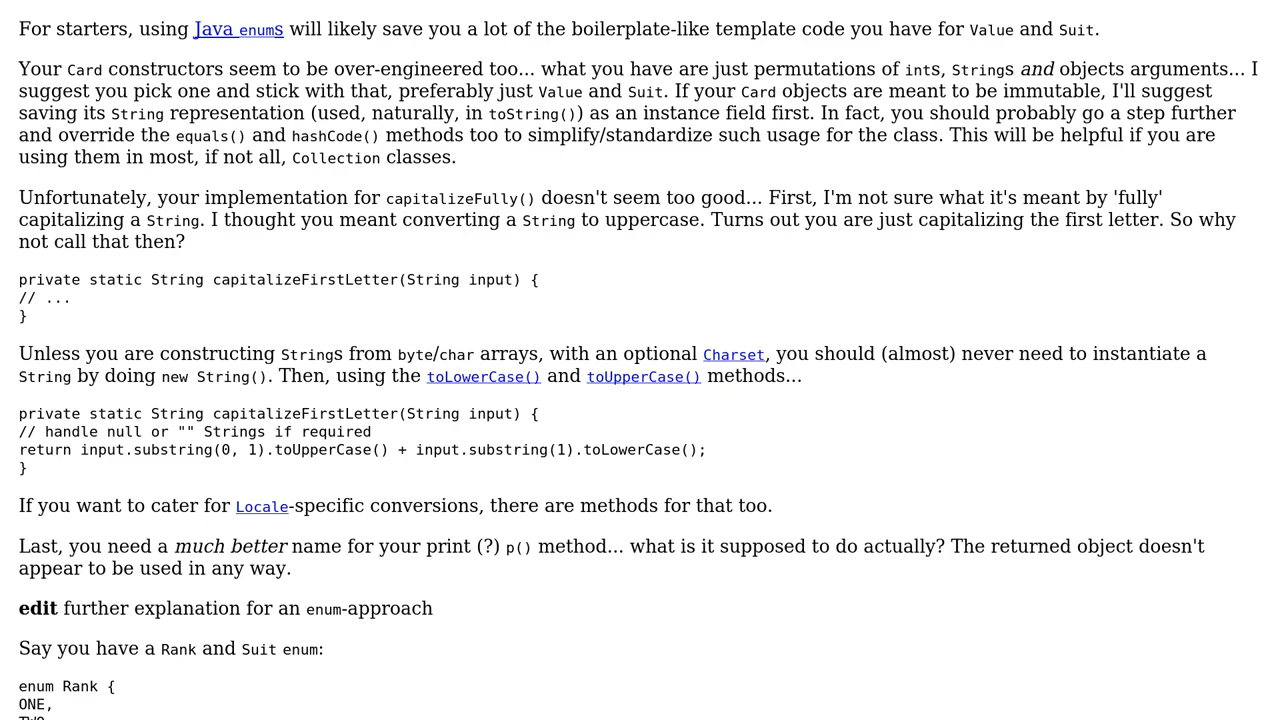 For starters, using Java enums will likely save you a lot of the boilerplate-like template code you have for Value and Suit.
Your Card constructors seem to be over-engineered too... what you have are just permutations of ints, Strings and objects arguments... I
suggest you pick one and stick with that, preferably just Value and Suit. If your Card objects are meant to be immutable, I'll suggest
saving its String representation (used, naturally, in toString()) as an instance field first. In fact, you should probably go a step further
and override the equals() and hashCode() methods too to simplify/standardize such usage for the class. This will be helpful if you are
using them in most, if not all, Collection classes.
Unfortunately, your implementation for capitalizeFully() doesn't seem too good... First, I'm not sure what it's meant by 'fully'
capitalizing a String. I thought you meant converting a String to uppercase. Turns out you are just capitalizing the first letter. So why
not call that then?
private static String capitalizeFirstLetter(String input) {
// ...
}
Unless you are constructing Strings from byte/char arrays, with an optional Charset, you should (almost) never need to instantiate a
String by doing new String(). Then, using the toLowerCase() and toUpperCase() methods...
private static String capitalizeFirstLetter(String input) {
// handle null or "" Strings if required
return input.substring(0, 1).toUpperCase() + input.substring(1).toLowerCase();
}
If you want to cater for Locale-specific conversions, there are methods for that too.
Last, you need a much better name for your print (?) p() method... what is it supposed to do actually? The returned object doesn't
appear to be used in any way.
edit further explanation for an enum-approach
Say you have a Rank and Suit enum:
enum Rank {
ONE,